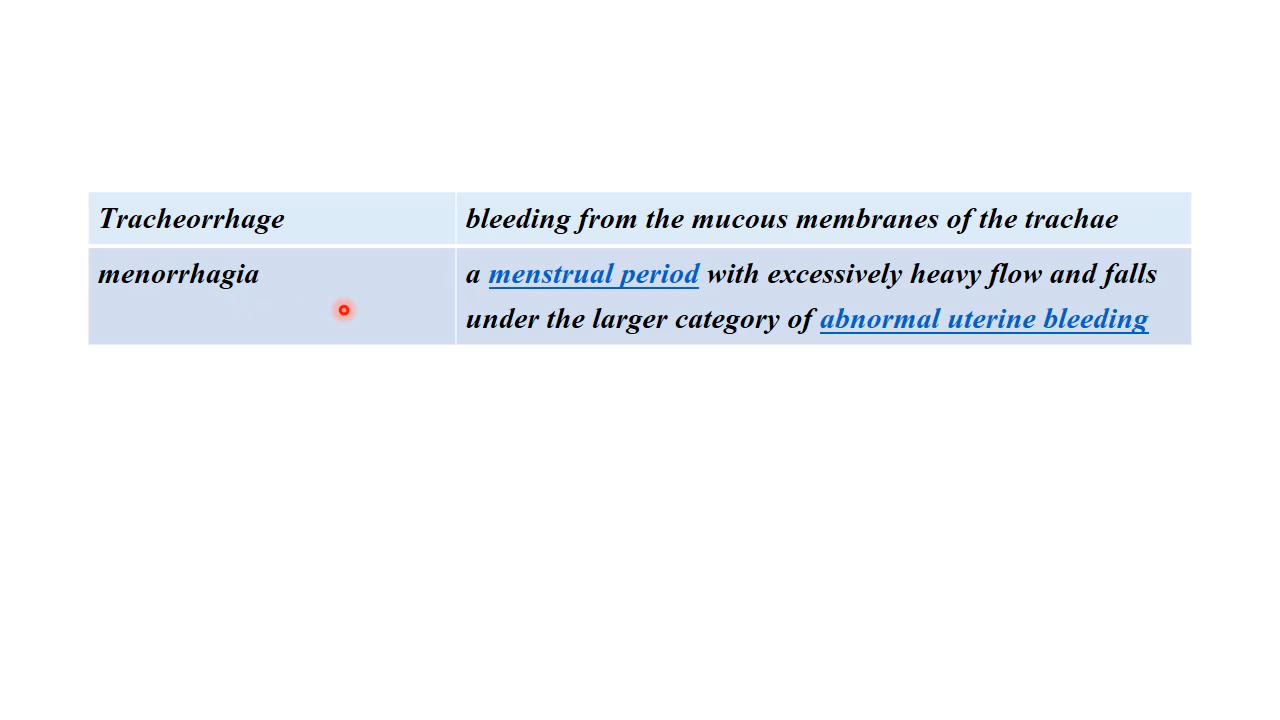 Tracheorrhage
bleeding from the mucous membranes of the trachae
menorrhagia
a menstrual period with excessively heavy flow and falls
under the larger category of abnormal uterine bleeding